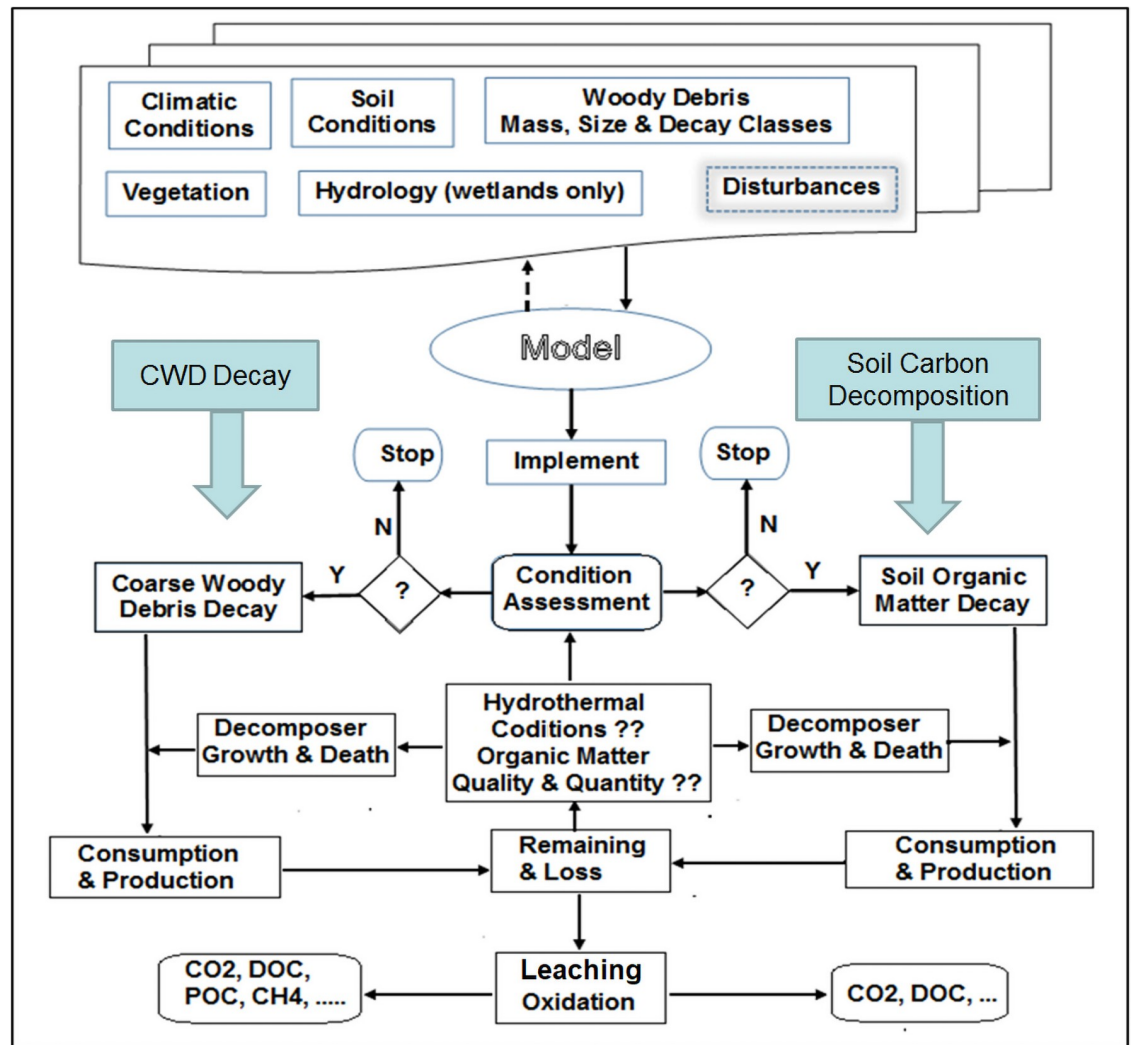 Climatic
Conditions
Soil
Conditions
Woody Debris
Mass, Size & Decay Classes
Vegetation
Hydrology (wetlands only)
Disturbances
Model
CWD Decay
Soil Carbon
Decomposition
Stop
Implement
Stop
N
N
Coarse Woody
Debris Decay
Y
?
Condition
Assessment
?
Y
Soil Organic
Matter Decay
Decomposer
Growth & Death
Hydrothermal
Coditions ??
Organic Matter
Quality & Quantity ??
Decomposer
Growth & Death
Consumption
& Production
Remaining
& Loss
Consumption
& Production
CO2, DOC,
POC, CH4, .....
Leaching
Oxidation
CO2, DOC, ...